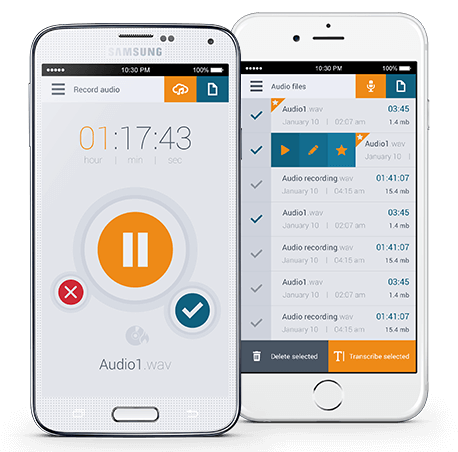 SAMSUNG
10:30 PM 100%
Record audio
01:17:43
hour | min | sec
Audio1.wav
10:30 PM 100%
Audio files
Audio1.wav 03:45
January 10 | 02:07 am 1.4 mb
Audio1.wav
January 10
Audio recording.wav 01:41:07
January 10 | 04:15 am 15.4 mb
Audio1.wav 03:45
January 10 | 02:07 am 1.4 mb
Audio recording.wav 01:41:07
January 10 | 04:15 am 15.4 mb
Audio1.wav 03:45
January 10 | 02:07 am 1.4 mb
Audio recording.wav 01:41:07
January 10 | 04:15 am 15.4 mb
Delete selected T Transcribe selected